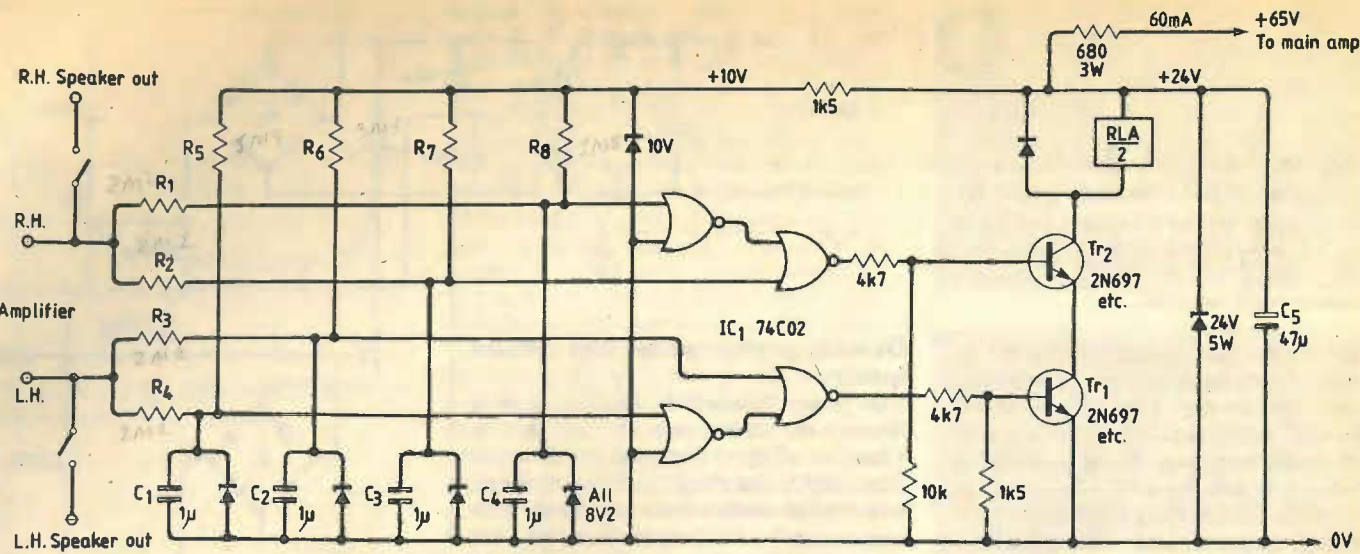 60mA
+65V
To main amp
680
3W
R.H. Speaker out
+10V
1k5
+24V
R5
R6
R7
R8
10V
RLA
2
R1
R.H.
R2
Tr2
2N697
etc.
4k7
Amplifier
R3
IC1 74C02
24V
5W
C5
47µ
L.H.
R4
Tr1
2N697
etc.
4k7
2M2
C1
1µ
C2
1µ
C3
1µ
C4
1µ
All
8V2
10k
1k5
L.H. Speaker out
0V